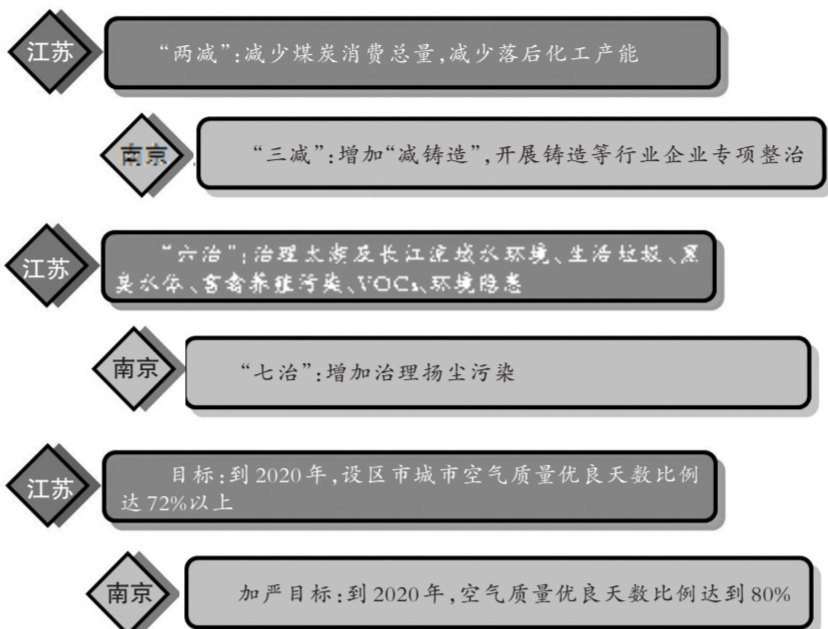 江苏
“两减”:减少煤炭消费总量,减少落后化工产能
南京
“三减”:增加“减铸造”,开展铸造等行业企业专项整治
江苏
“六治”:治理太湖及长江流域水环境、生活垃圾、黑
臭水体、畜禽养殖污染、VOCs、环境隐患
南京
“七治”:增加治理扬尘污染
江苏
目标:到2020年,设区市城市空气质量优良天数比例
达72%以上
南京
加严目标:到2020年,空气质量优良天数比例达到80%